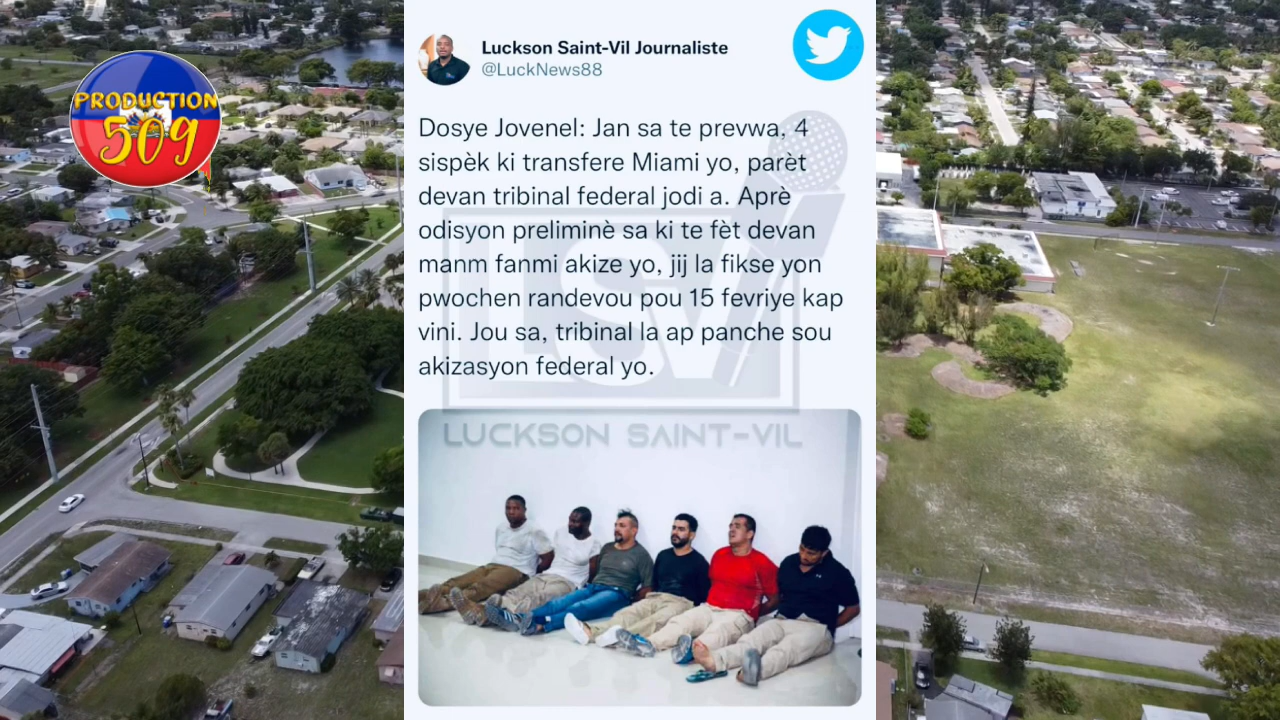 PRODUCTION
509
Luckson Saint-Vil Journaliste
@LuckNews88
Dosye Jovenel: Jan sa te prevwa, 4
sispèk ki transfere Miami yo, parèt
devan tribinal federal jodi a. Aprè
odisyon preliminè sa ki te fèt devan
manm fanmi akize yo, jij la fikse yon
pwochen randevou pou 15 fevriye kap
vini. Jou sa, tribinal la ap panche sou
akizasyon federal yo.
LSV
LUCKSON SAINT-VIL